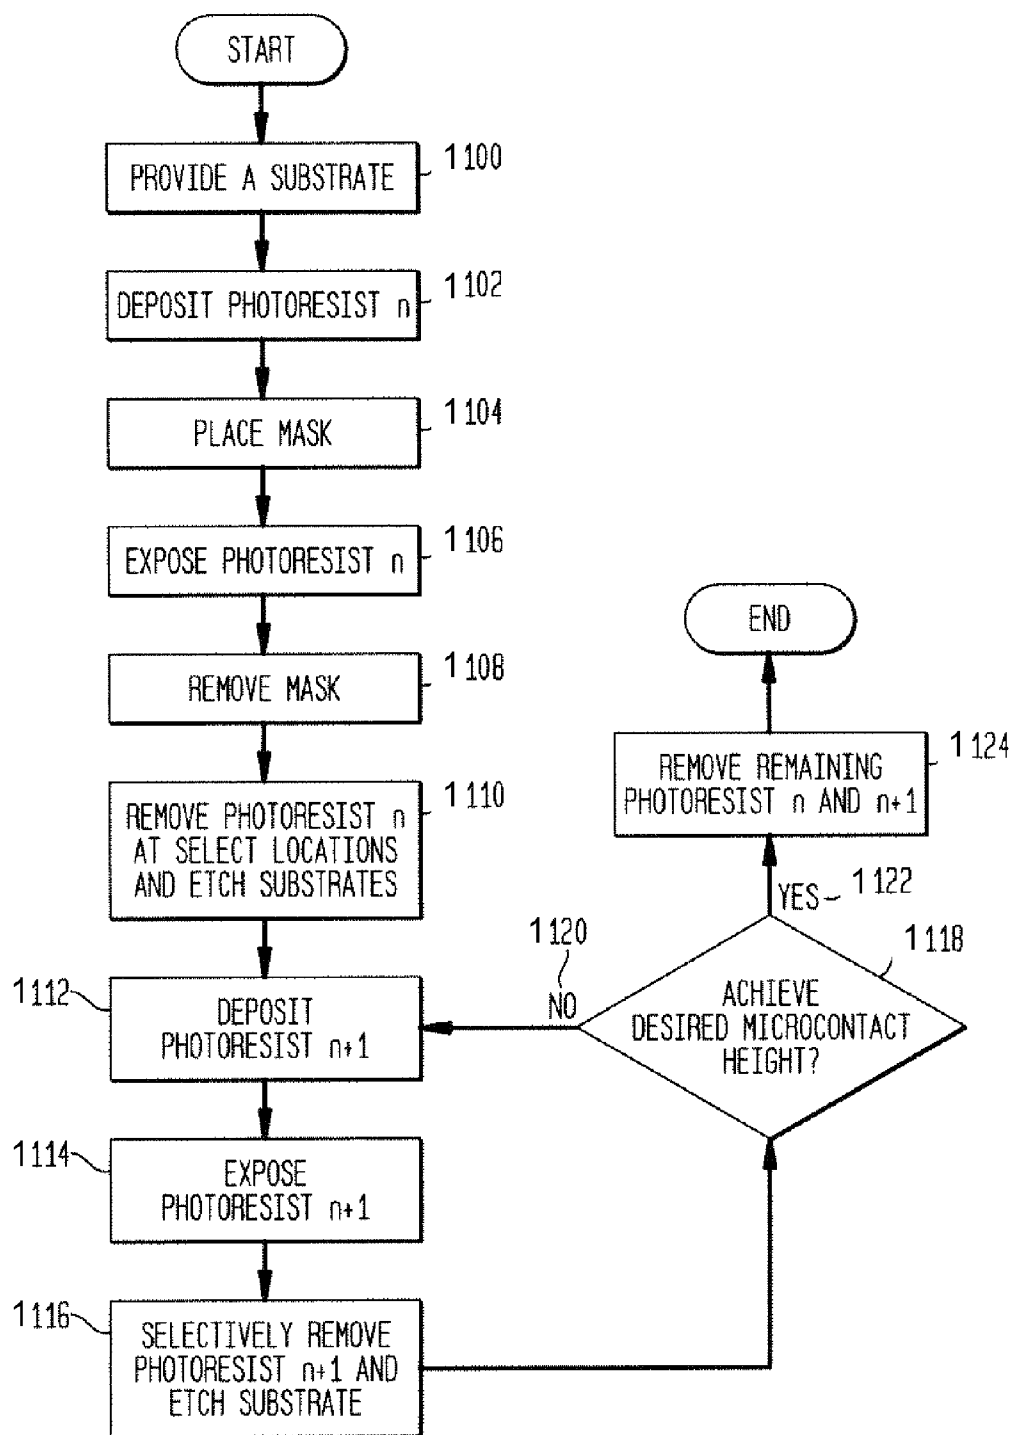 START
PROVIDE A SUBSTRATE
1100
DEPOSIT PHOTORESIST n
1102
PLACE MASK
1104
EXPOSE PHOTORESIST n
1106
REMOVE MASK
1108
REMOVE PHOTORESIST n
AT SELECT LOCATIONS
AND ETCH SUBSTRATES
1110
1112
DEPOSIT
PHOTORESIST n+1
1114
EXPOSE
PHOTORESIST n+1
1116
SELECTIVELY REMOVE
PHOTORESIST n+1 AND
ETCH SUBSTRATE
ACHIEVE
DESIRED MICROCONTACT
HEIGHT?
1118
1120
NO
YES
1122
REMOVE REMAINING
PHOTORESIST n AND n+1
1124
END